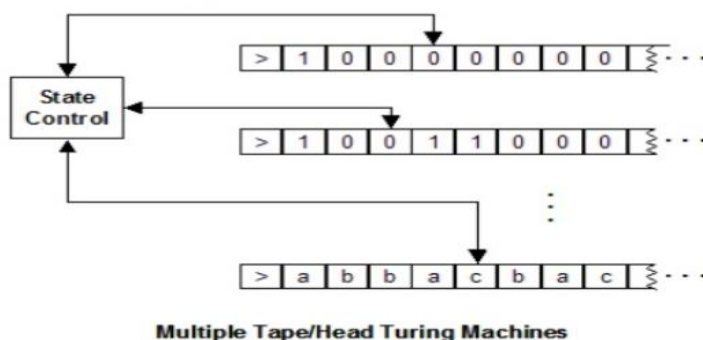 > 1 0 0 0 0 0 0 0
State
Control
> 1 0 0 1 1 0 0 0
> a b b a c b a c
Multiple Tape/Head Turing Machines